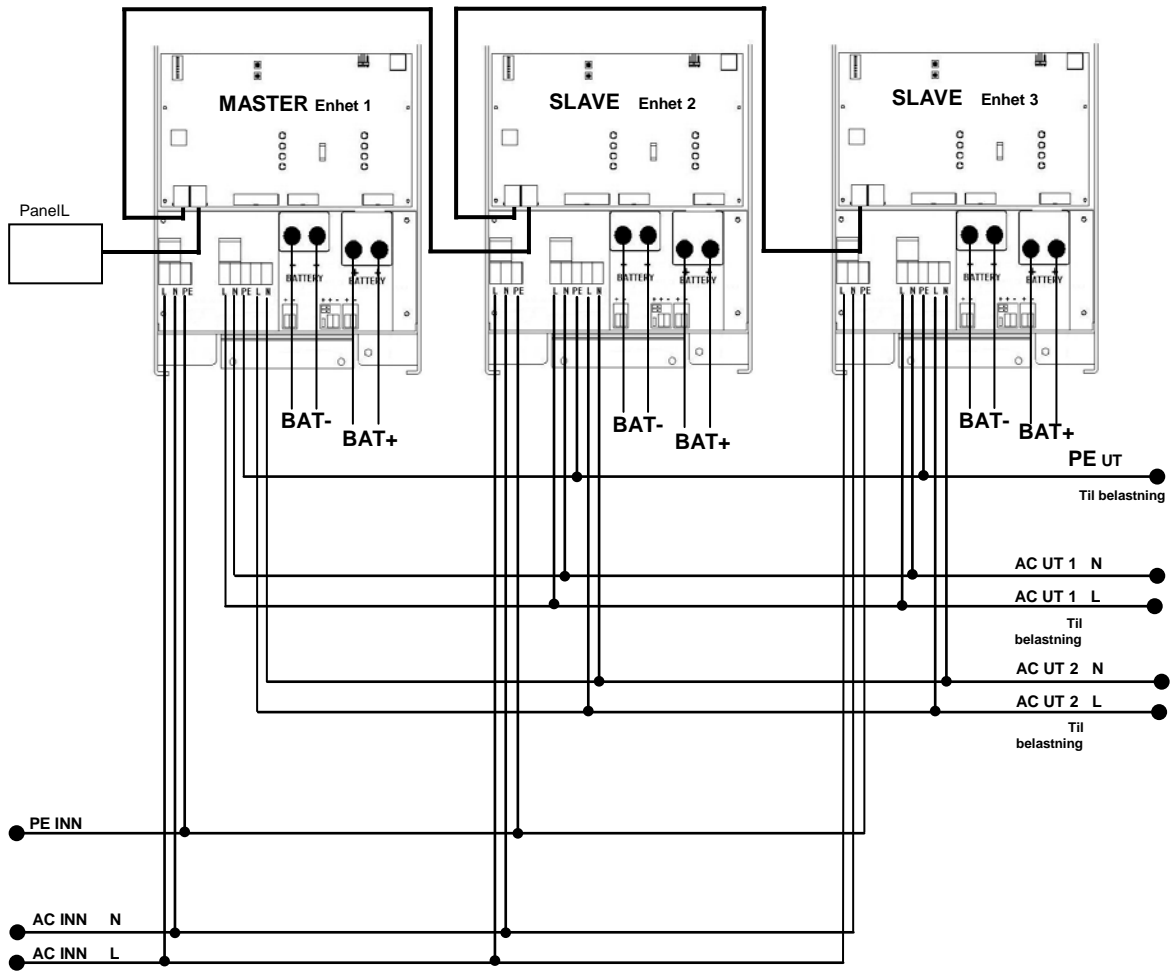 MASTER Enhet 1
SLAVE Enhet 2
SLAVE Enhet 3
PanelL
- -
BATTERY
+ +
BATTERY
L N PE
L N PE L N
- -
BATTERY
+ +
BATTERY
L N PE
L N PE L N
- -
BATTERY
+ +
BATTERY
L N PE
L N PE L N
BAT-
BAT+
BAT-
BAT+
BAT-
BAT+
PE UT
Til belastning
AC UT 1 N
AC UT 1 L
Til
belastning
AC UT 2 N
AC UT 2 L
Til
belastning
PE INN
AC INN N
AC INN L